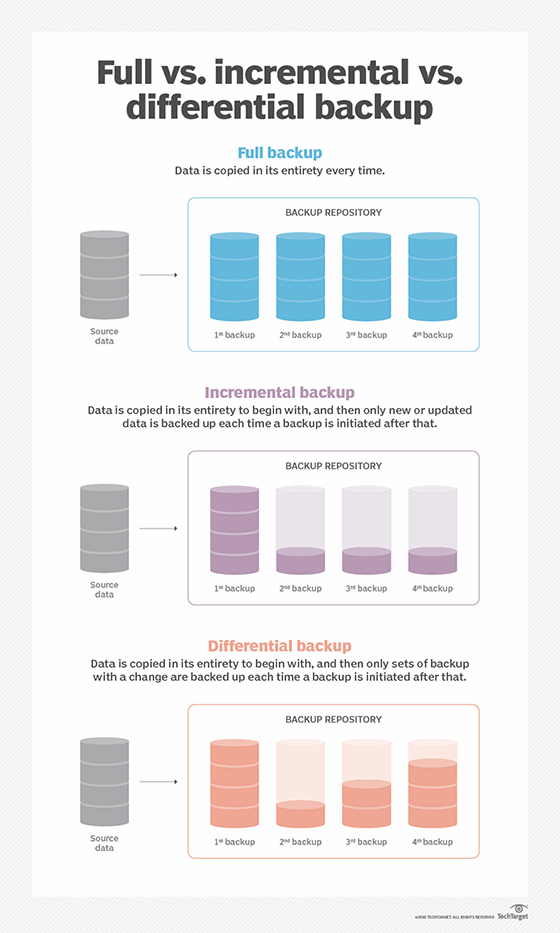 Full vs. incremental vs.
differential backup
Full backup
Data is copied in its entirety every time.
BACKUP REPOSITORY
Source
data
1st backup
2nd backup
3rd backup
4th backup
Incremental backup
Data is copied in its entirety to begin with, and then only new or updated
data is backed up each time a backup is initiated after that.
BACKUP REPOSITORY
Source
data
1st backup
2nd backup
3rd backup
4th backup
Differential backup
Data is copied in its entirety to begin with, and then only sets of backup
with a change are backed up each time a backup is initiated after that.
BACKUP REPOSITORY
Source
data
1st backup
2nd backup
3rd backup
4th backup
TECHTARGET. ALL RIGHTS RESERVED
TechTarget